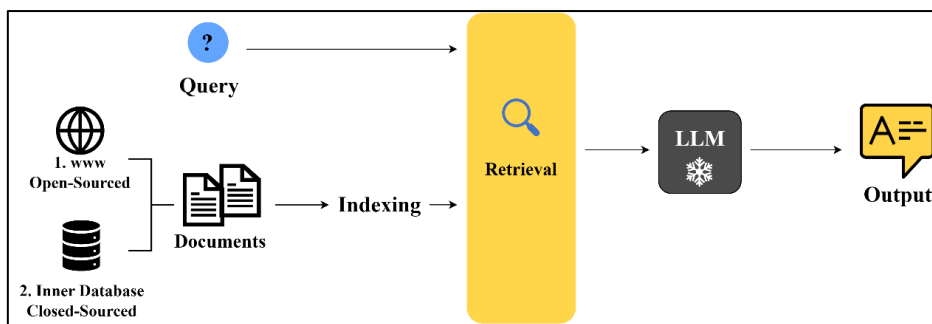 ?
Query
1. www
Open-Sourced
2. Inner Database
Closed-Sourced
Documents
Indexing
Retrieval
LLM
A
Output